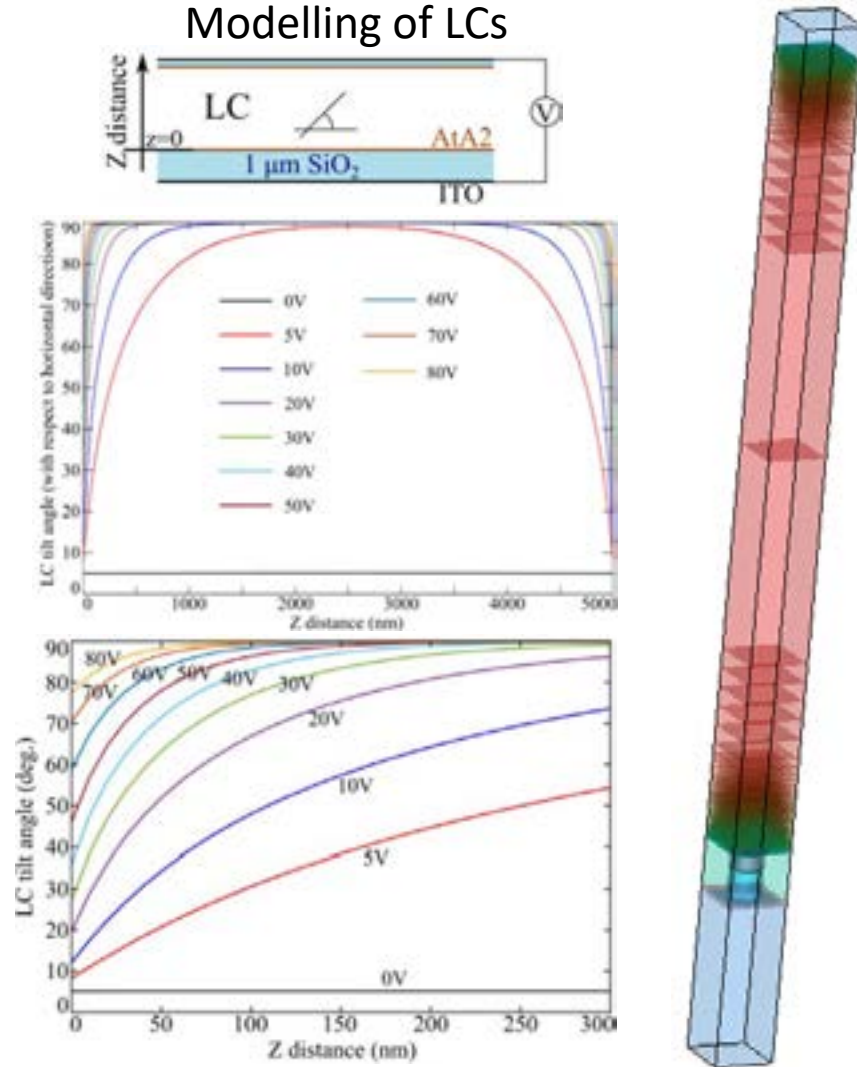 Modelling of LCs
Z distance
LC
V
z=0
AtA2
1 μm SiO₂
ITO
LC tilt angle (with respect to horizontal directioon)
90
80
70
60
50
40
30
20
10
0
0V
5V
10V
20V
30V
40V
50V
60V
70V
80V
0 1000 2000 3000 4000 5000
Z distance (nm)
LC tilt angle (deg.)
90
80
70
60
50
40
30
20
10
0
80V
70V
60V
50V
40V
30V
20V
10V
5V
0V
0 50 100 150 200 250 300
Z distance (nm)